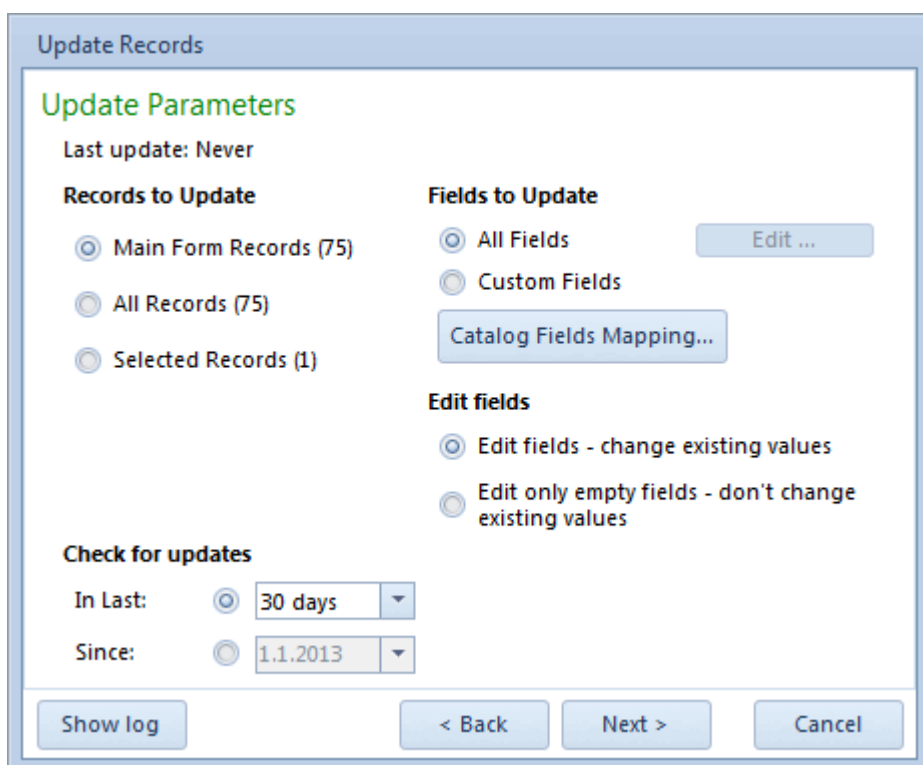 Update Records
Update Parameters
Last update: Never
Records to Update
Main Form Records (75)
All Records (75)
Selected Records (1)
Fields to Update
All Fields
Edit ...
Custom Fields
Catalog Fields Mapping...
Edit fields
Edit fields - change existing values
Edit only empty fields - don't change
existing values
Check for updates
In Last:
30 days
Since:
1.1.2013
Show log
< Back
Next >
Cancel